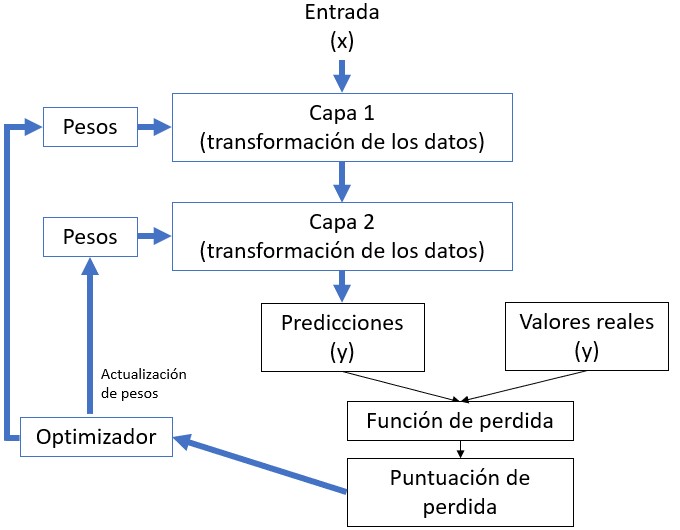 Entrada
(x)
Pesos
Capa 1
(transformación de los datos)
Pesos
Capa 2
(transformación de los datos)
Predicciones
(y)
Valores reales
(y)
Actualización
de pesos
Función de perdida
Optimizador
Puntuación de
perdida